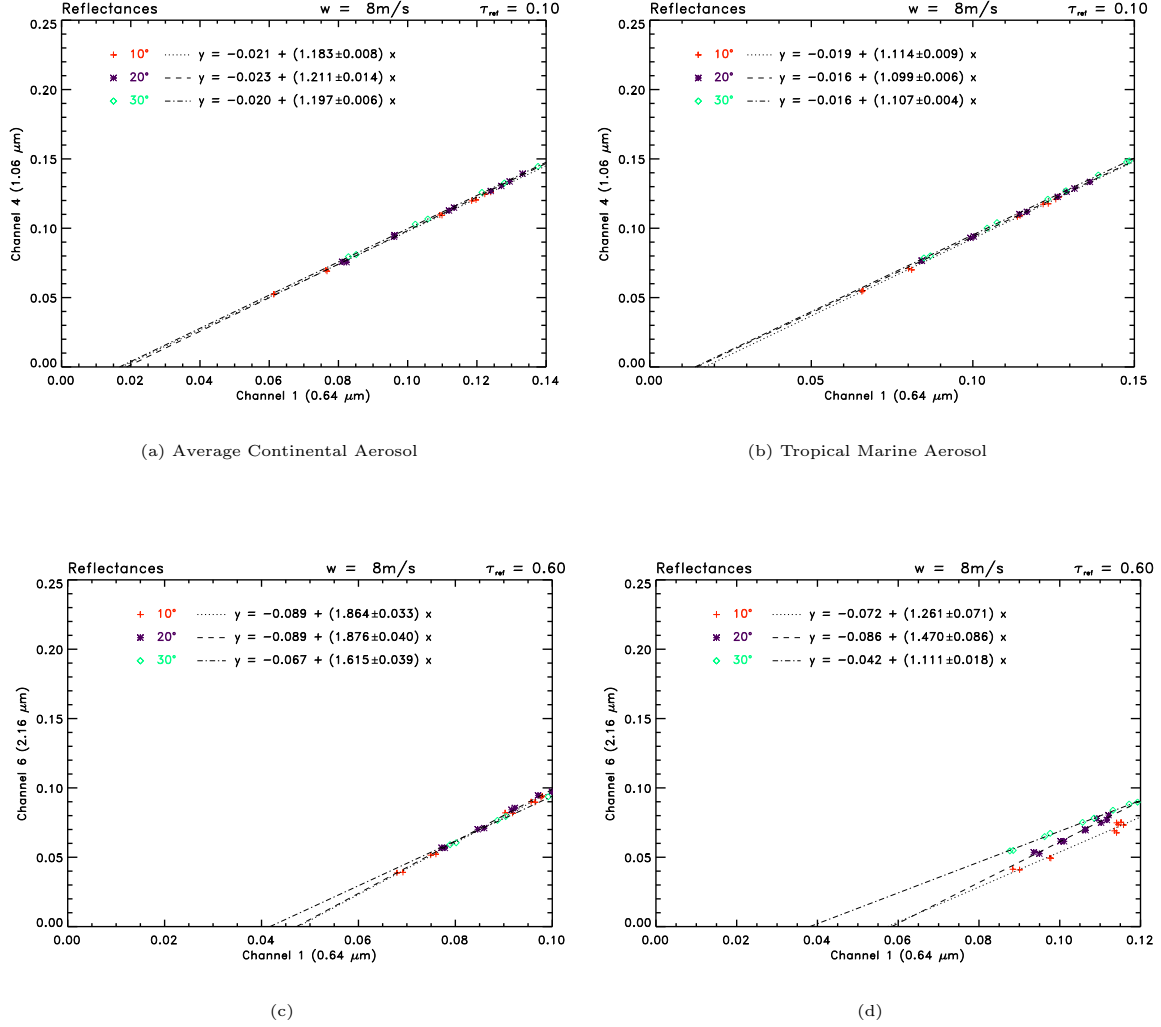 Reflectances w = 8m/s τref = 0.10
10° y = −0.021 + (1.183±0.008) x
20° y = −0.023 + (1.211±0.014) x
30° y = −0.020 + (1.197±0.006) x
Channel 4 (1.06 μm)
0.25
0.20
0.15
0.10
0.05
0.00
0.00 0.02 0.04 0.06 0.08 0.10 0.12 0.14
Channel 1 (0.64 μm)
(a) Average Continental Aerosol
Reflectances w = 8m/s τref = 0.10
10° y = −0.019 + (1.114±0.009) x
20° y = −0.016 + (1.099±0.006) x
30° y = −0.016 + (1.107±0.004) x
Channel 4 (1.06 μm)
0.25
0.20
0.15
0.10
0.05
0.00
0.00 0.05 0.10 0.15
Channel 1 (0.64 μm)
(b) Tropical Marine Aerosol
Reflectances w = 8m/s τref = 0.60
10° y = −0.089 + (1.864±0.033) x
20° y = −0.089 + (1.876±0.040) x
30° y = −0.067 + (1.615±0.039) x
Channel 6 (2.16 μm)
0.25
0.20
0.15
0.10
0.05
0.00
0.00 0.02 0.04 0.06 0.08 0.10
Channel 1 (0.64 μm)
(c)
Reflectances w = 8m/s τref = 0.60
10° y = −0.072 + (1.261±0.071) x
20° y = −0.086 + (1.470±0.086) x
30° y = −0.042 + (1.111±0.018) x
Channel 6 (2.16 μm)
0.25
0.20
0.15
0.10
0.05
0.00
0.00 0.02 0.04 0.06 0.08 0.10 0.12
Channel 1 (0.64 μm)
(d)